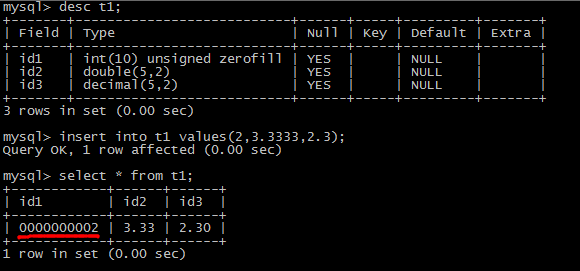 mysql> desc t1;
+-------+---------------------------+------+-----+---------+-------+
| Field | Type                      | Null | Key | Default | Extra |
+-------+---------------------------+------+-----+---------+-------+
| id1   | int(10) unsigned zerofill | YES  |     | NULL    |       |
| id2   | double(5,2)               | YES  |     | NULL    |       |
| id3   | decimal(5,2)              | YES  |     | NULL    |       |
+-------+---------------------------+------+-----+---------+-------+
3 rows in set (0.00 sec)
mysql> insert into t1 values(2,3.3333,2.3);
Query OK, 1 row affected (0.00 sec)
mysql> select * from t1;
+------------+------+------+
| id1        | id2  | id3  |
+------------+------+------+
| 0000000002 | 3.33 | 2.30 |
+------------+------+------+
1 row in set (0.00 sec)